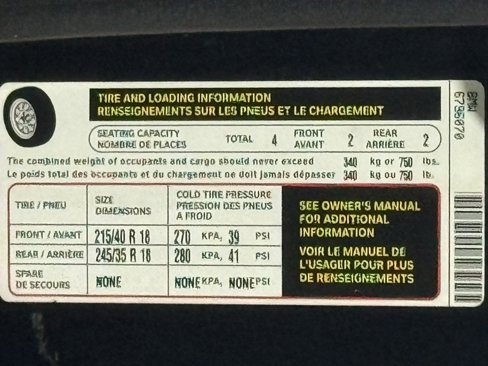 TIRE AND LOADING INFORMATION
RENSEIGNEMENTS SUR LES PNEUS ET LE CHARGEMENT
SEATING CAPACITY
NOMBRE DE PLACES
TOTAL 4
FRONT
AVANT
2
REAR
ARRIÈRE
2
The combined weight of occupants and cargo should never exceed 340 kg or 750 lbs.
Le poids total des occupants et du chargement ne doit jamais dépasser 340 kg ou 750 lb.
TIRE / PNEU
SIZE
DIMENSIONS
COLD TIRE PRESSURE
PRESSION DES PNEUS
A FROID
FRONT / AVANT 215/40 R 18 270 KPA, 39 PSI
REAR / ARRIÈRE 245/35 R 18 280 KPA, 41 PSI
SPARE
DE SECOURS
NONE NONE KPA, NONE PSI
SEE OWNER'S MANUAL
FOR ADDITIONAL
INFORMATION
VOIR LE MANUEL DE
L'USAGER POUR PLUS
DE RENSEIGNEMENTS
BMW